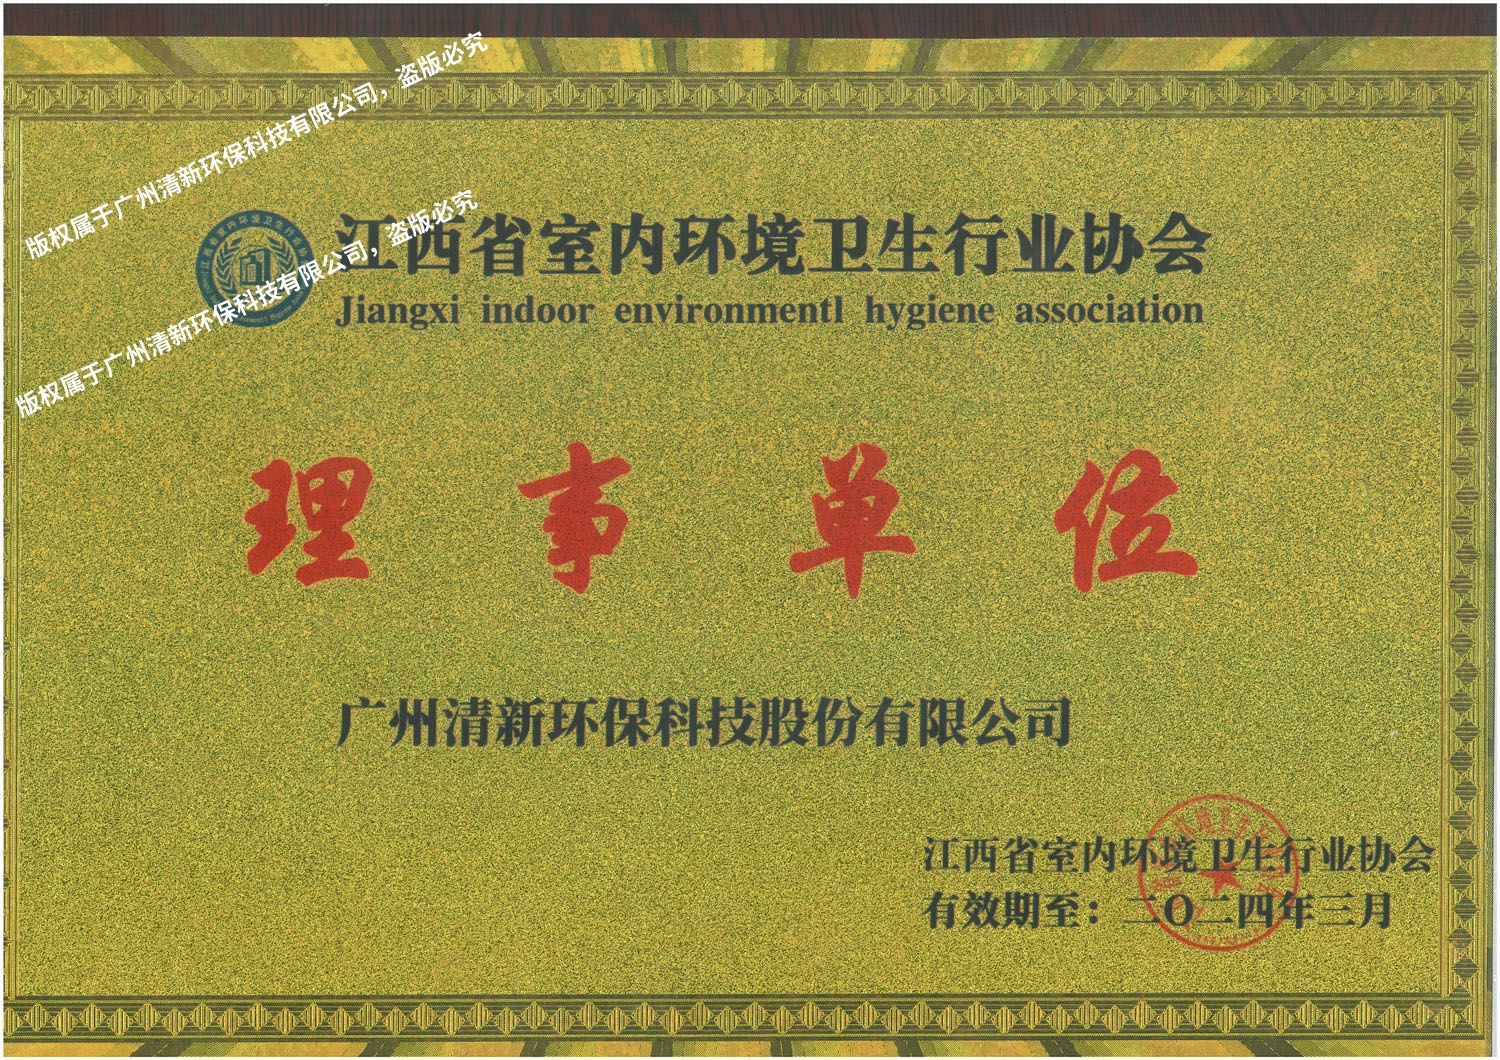 版权属于广州清新环保科技有限公司，盗版必究
江西省室内环境卫生行业协会
Jiangxi indoor environmentl hygiene association
版权属于广州清新环保科技有限公司，盗版必究
理事单位
广州清新环保科技股份有限公司
江西省室内环境卫生行业协会
有效期至：二〇二四年三月